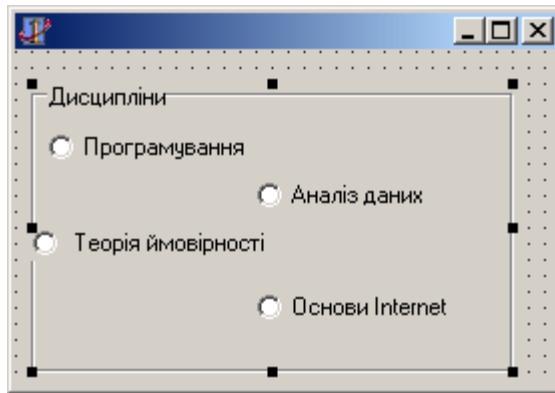 Дисципліни
Програмування
Аналіз даних
Теорія ймовірності
Основи Internet